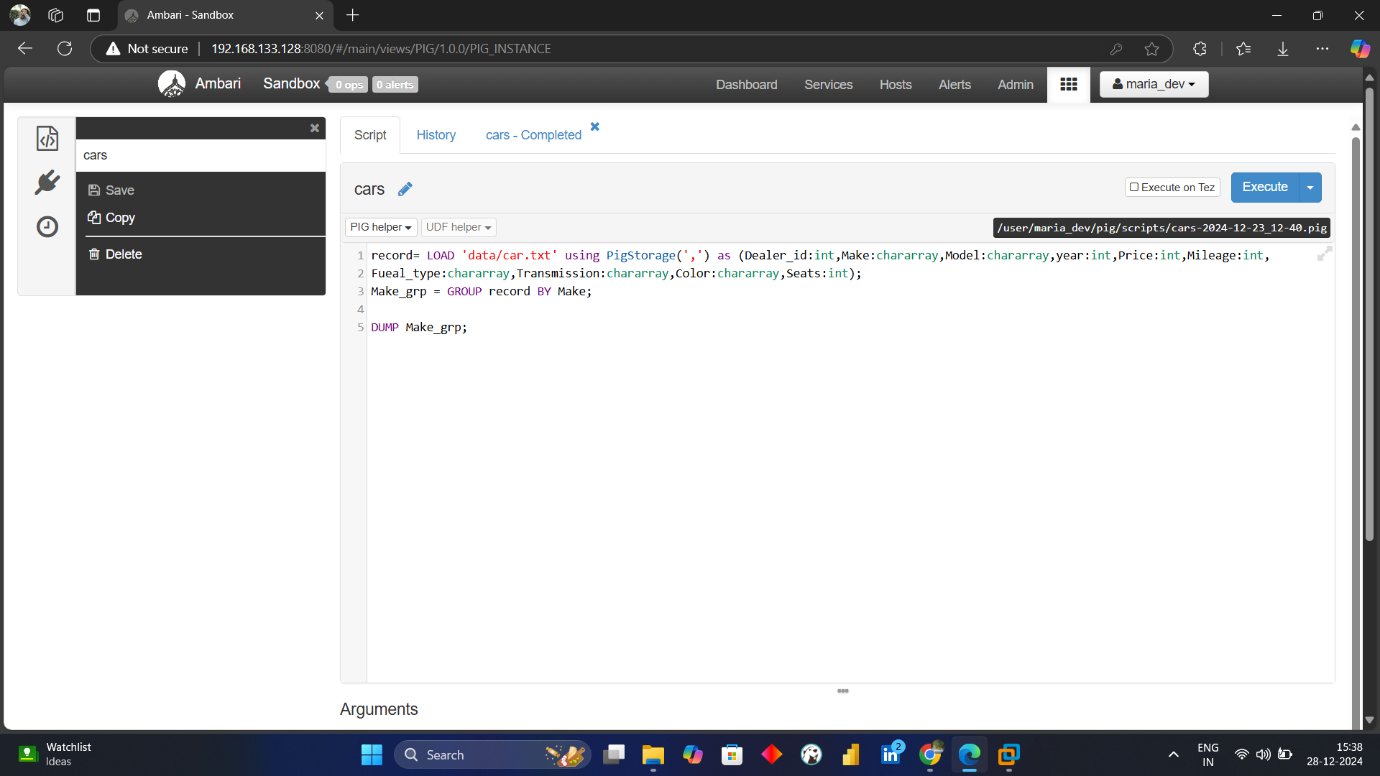 Ambari - Sandbox
Not secure
192.168.133.128:8080/#/main/views/PIG/1.0.0/PIG_INSTANCE
Ambari Sandbox 0 ops 0 alerts
Dashboard Services Hosts Alerts Admin maria_dev
cars
Save
Copy
Delete
Script History cars - Completed
cars
Execute on Tez Execute
PIG helper UDF helper
/user/maria_dev/pig/scripts/cars-2024-12-23_12-40.pig
1 record= LOAD 'data/car.txt' using PigStorage(',') as (Dealer_id:int,Make:chararray,Model:chararray,year:int,Price:int,Mileage:int,
2 Fueal_type:chararray,Transmission:chararray,Color:chararray,Seats:int);
3 Make_grp = GROUP record BY Make;
4
5 DUMP Make_grp;
Arguments
Watchlist
Ideas
Search
2
ENG
IN
15:38
28-12-2024